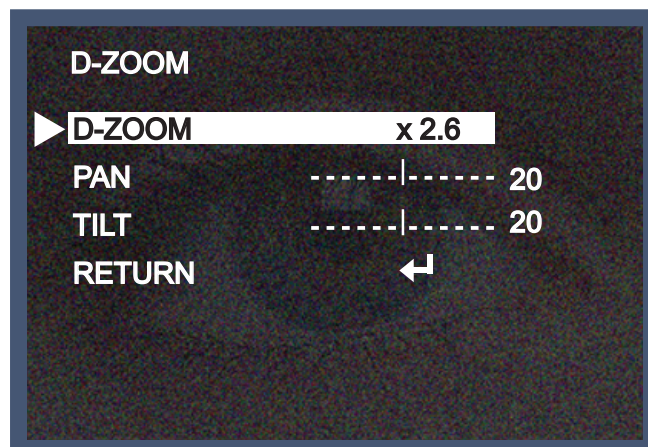 D-ZOOM
D-ZOOM x 2.6
PAN ------|------ 20
TILT ------|------ 20
RETURN ↵